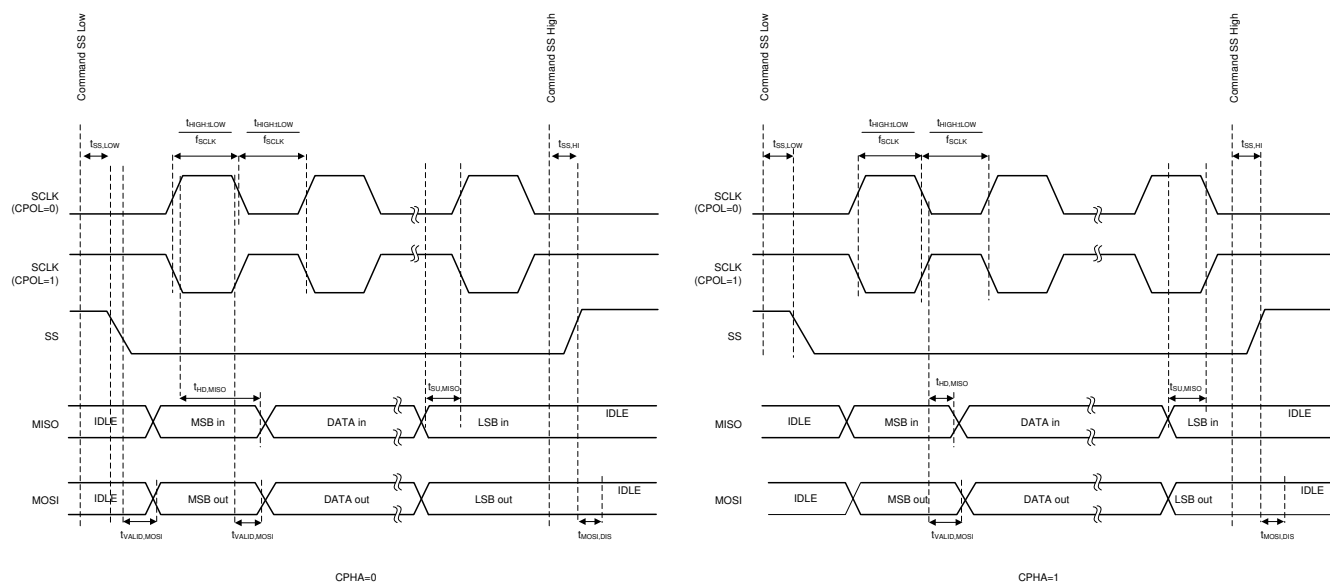 Command SS Low
Command SS High
tHIGH:tLOW
fSCLK
tHIGH:tLOW
fSCLK
tSS,LOW
tSS,HI
SCLK
(CPOL=0)
SCLK
(CPOL=1)
SS
tHD,MISO
tSU,MISO
MISO
IDLE
MSB in
DATA in
LSB in
IDLE
MOSI
IDLE
MSB out
DATA out
LSB out
IDLE
tVALID,MOSI
tVALID,MOSI
tMOSI,DIS
CPHA=0
Command SS Low
Command SS High
tHIGH:tLOW
fSCLK
tHIGH:tLOW
fSCLK
tSS,LOW
tSS,HI
SCLK
(CPOL=0)
SCLK
(CPOL=1)
SS
tHD,MISO
tSU,MISO
MISO
IDLE
MSB in
DATA in
LSB in
IDLE
MOSI
IDLE
MSB out
DATA out
LSB out
IDLE
tVALID,MOSI
tMOSI,DIS
CPHA=1